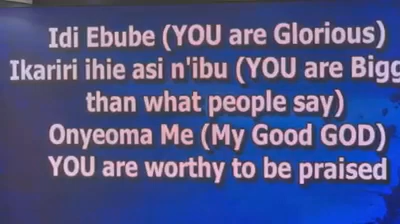 Idi Ebube (YOU are Glorious)
Ikariri ihie asi n'ibu (YOU are Bigg
than what people say)
Onyeoma Me (My Good GOD)
YOU are worthy to be praised